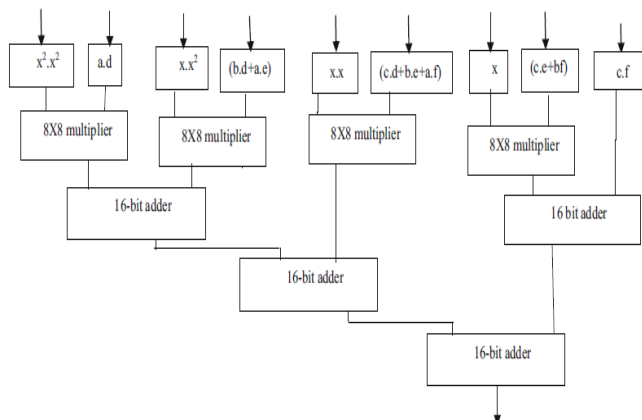 x².x²
a.d
x.x²
(b.d+a.e)
x.x
(c.d+b.e+a.f)
x
(c.e+bf)
c.f
8X8 multiplier
8X8 multiplier
8X8 multiplier
8X8 multiplier
16-bit adder
16 bit adder
16-bit adder
16-bit adder